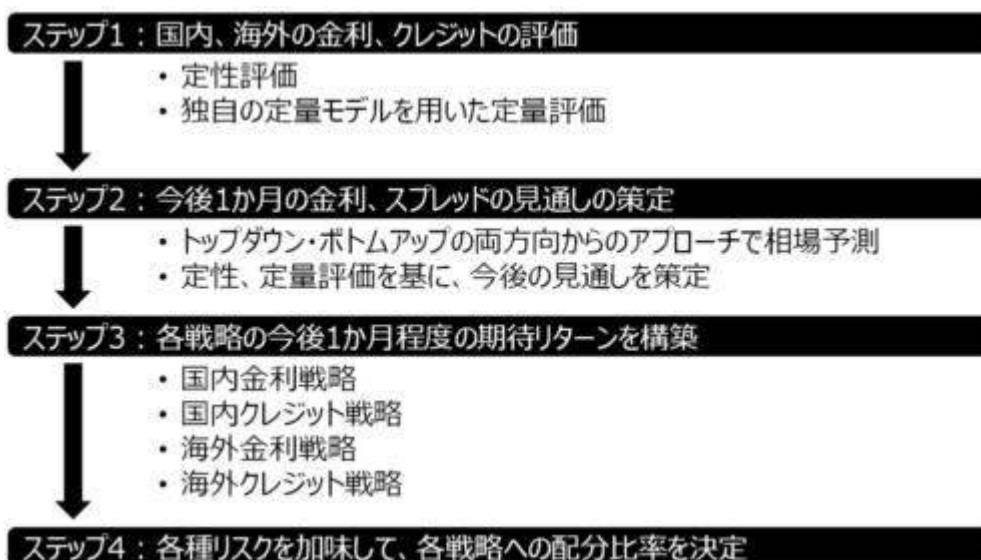 ステップ1：国内、海外の金利、クレジットの評価
・定性評価
・独自の定量モデルを用いた定量評価
ステップ2：今後1か月の金利、スプレッドの見通しの策定
・トップダウン・ボトムアップの両方向からのアプローチで相場予測
・定性、定量評価を基に、今後の見通しを策定
ステップ3：各戦略の今後1か月程度の期待リターンを構築
・国内金利戦略
・国内クレジット戦略
・海外金利戦略
・海外クレジット戦略
ステップ4：各種リスクを加味して、各戦略への配分比率を決定